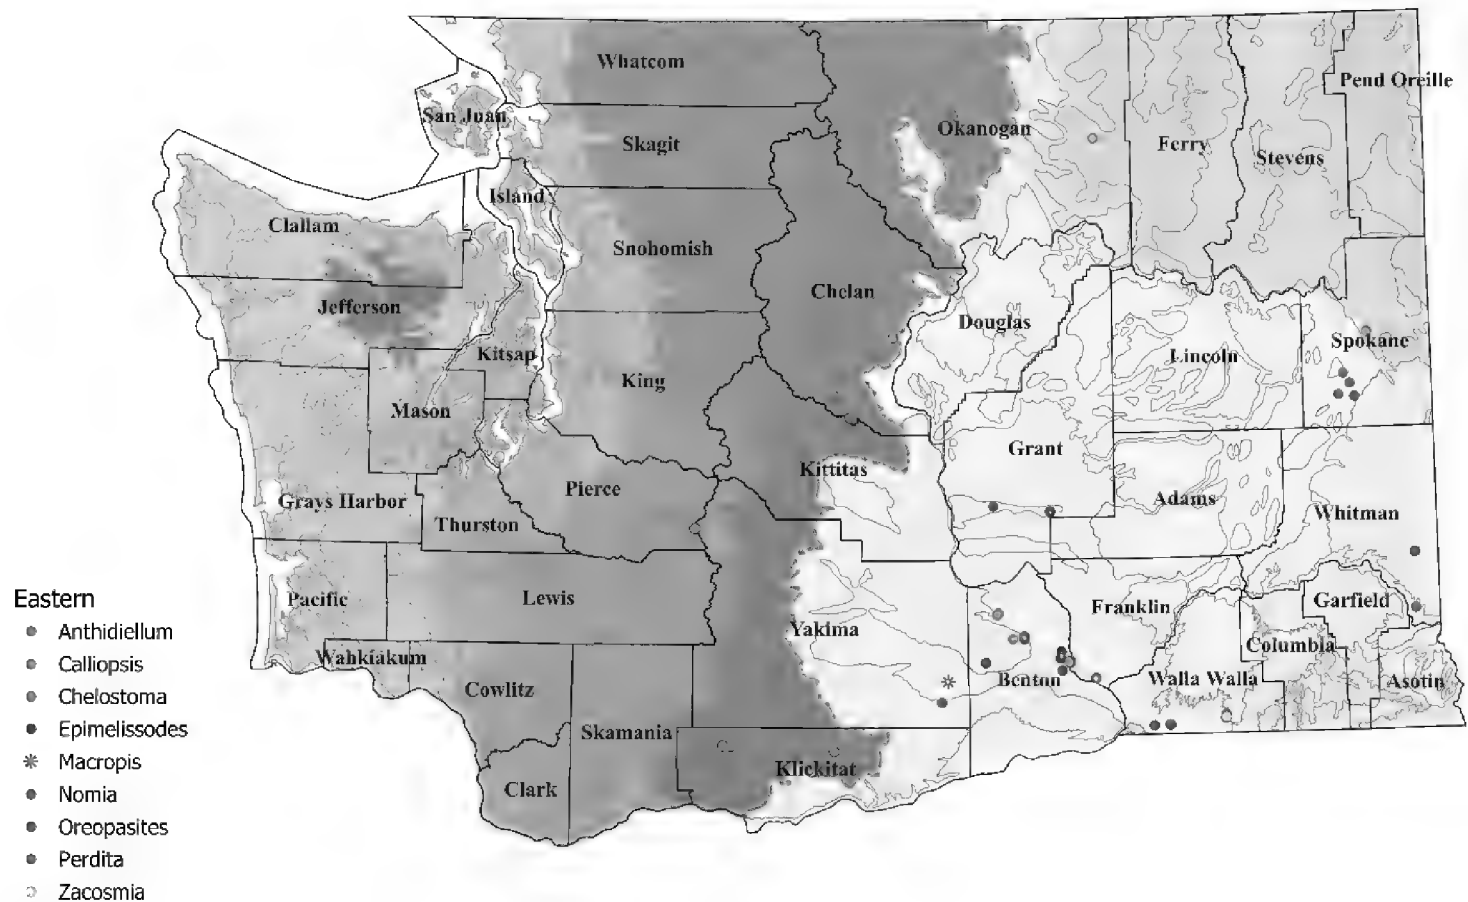 Whatcom
Pend Oreille
San Juan
Okanogan
Skagit
Ferry
Stevens
Island
Clallam
Snohomish
Chelan
Jefferson
Douglas
Spokane
Kitsap
Lincoln
King
Mason
Grant
Kittitas
Pierce
Adams
Grays Harbor
Whitman
Thurston
Pacific
Lewis
Franklin
Garfield
Yakima
Columbia
Wahkiakum
Benton
Walla Walla
Asotin
Cowlitz
Skamania
Klickitat
Clark
Eastern
Anthidiellum
Calliopsis
Chelostoma
Epimelissodes
Macropis
Nomia
Oreopasites
Perdita
Zacosmia